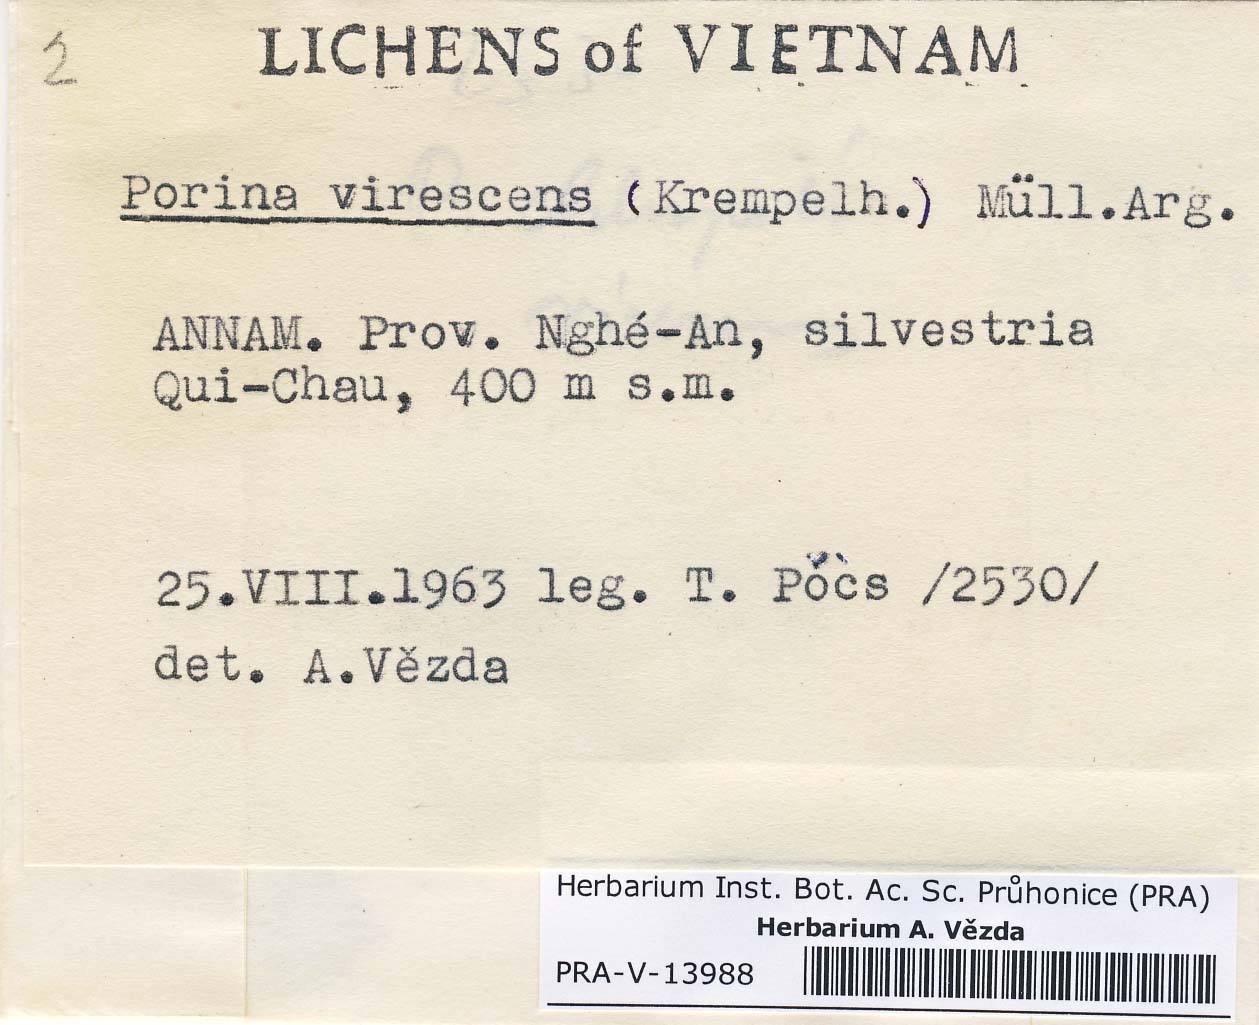 2
LICHENS of VIETNAM
Porina virescens (Krempelh.) Müll.Arg.
ANNAM. Prov. Nghé-An, silvestria
Qui-Chau, 400 m s.m.
25.VIII.1963 leg. T. Pőcs /2530/
det. A.Vězda
Herbarium Inst. Bot. Ac. Sc. Průhonice (PRA)
Herbarium A. Vězda
PRA-V-13988